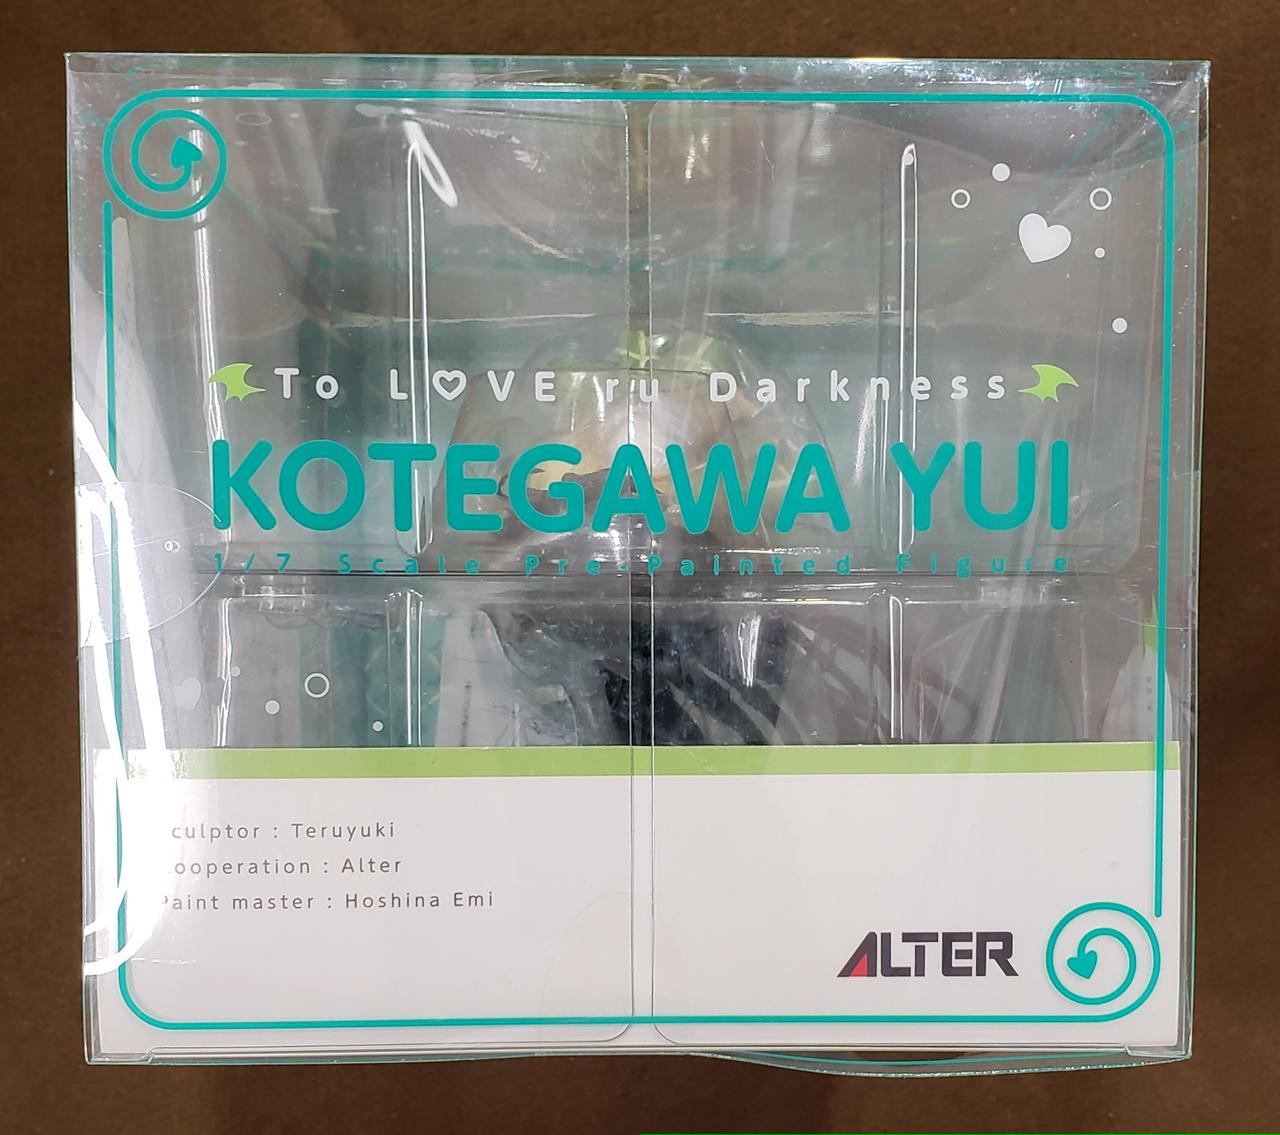 To L♡VE ru Darkness
KOTEGAWA YUI
1/7 Scale Pre-Painted Figure
culptor : Teruyuki
ooperation : Alter
Paint master : Hoshina Emi
ALTER